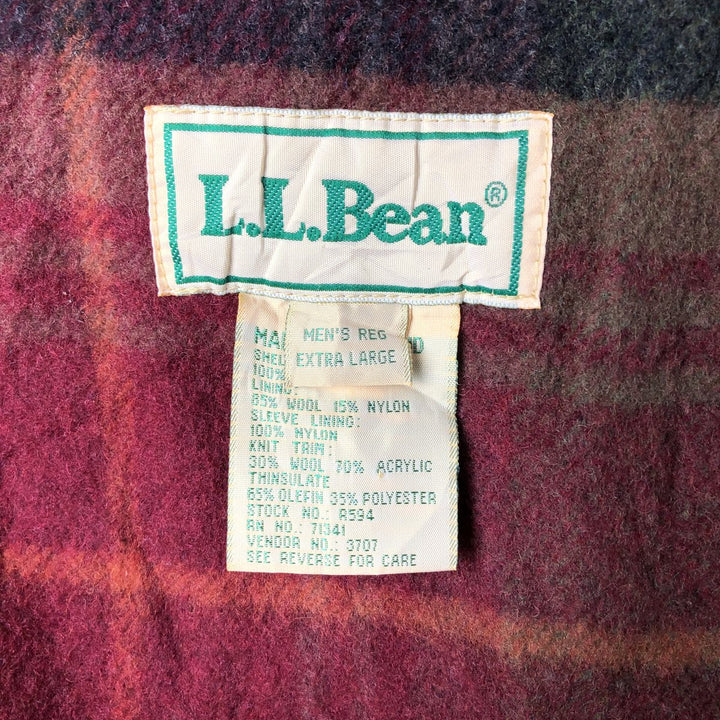 L.L.Bean®
MEN'S REG
EXTRA LARGE
100%
LINING:
85% WOOL 15% NYLON
SLEEVE LINING:
100% NYLON
KNIT TRIM:
30% WOOL 70% ACRYLIC
THINSULATE
65% OLEFIN 35% POLYESTER
STOCK NO.: R594
RN NO.: 71341
VENDOR NO.: 3707
SEE REVERSE FOR CARE